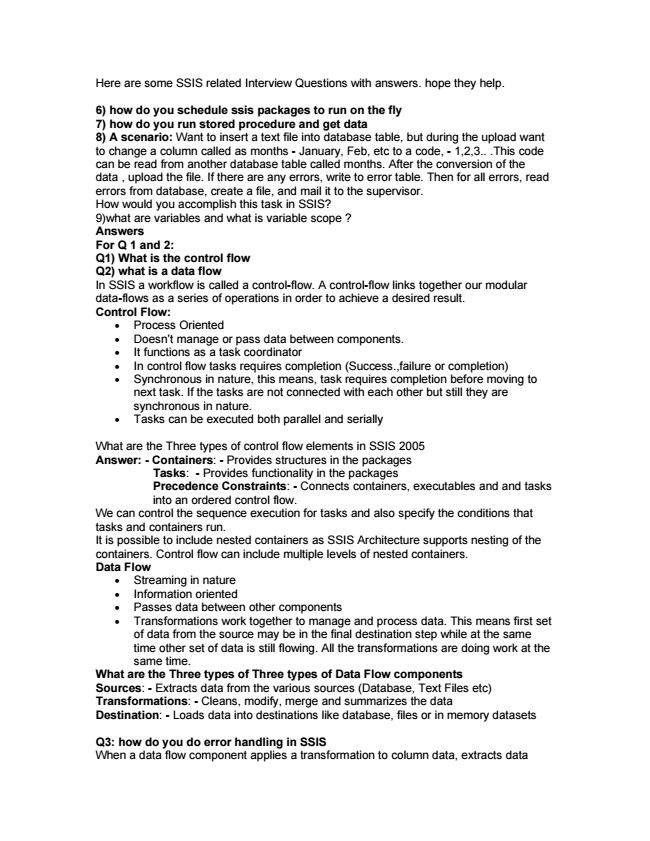 Here are some SSIS related Interview Questions with answers. hope they help.
6) how do you schedule ssis packages to run on the fly
7) how do you run stored procedure and get data
8) A scenario: Want to insert a text file into database table, but during the upload want
to change a column called as months - January, Feb, etc to a code, - 1,2,3.. .This code
can be read from another database table called months. After the conversion of the
data , upload the file. If there are any errors, write to error table. Then for all errors, read
errors from database, create a file, and mail it to the supervisor.
How would you accomplish this task in SSIS?
9)what are variables and what is variable scope ?
Answers
For Q 1 and 2:
Q1) What is the control flow
Q2) what is a data flow
In SSIS a workflow is called a control-flow. A control-flow links together our modular
data-flows as a series of operations in order to achieve a desired result.
Control Flow:
• Process Oriented
• Doesn't manage or pass data between components.
• It functions as a task coordinator
• In control flow tasks requires completion (Success.,failure or completion)
• Synchronous in nature, this means, task requires completion before moving to
next task. If the tasks are not connected with each other but still they are
synchronous in nature.
• Tasks can be executed both parallel and serially
What are the Three types of control flow elements in SSIS 2005
Answer: - Containers: - Provides structures in the packages
Tasks: - Provides functionality in the packages
Precedence Constraints: - Connects containers, executables and and tasks
into an ordered control flow.
We can control the sequence execution for tasks and also specify the conditions that
tasks and containers run.
It is possible to include nested containers as SSIS Architecture supports nesting of the
containers. Control flow can include multiple levels of nested containers.
Data Flow
• Streaming in nature
• Information oriented
• Passes data between other components
• Transformations work together to manage and process data. This means first set
of data from the source may be in the final destination step while at the same
time other set of data is still flowing. All the transformations are doing work at the
same time.
What are the Three types of Three types of Data Flow components
Sources: - Extracts data from the various sources (Database, Text Files etc)
Transformations: - Cleans, modify, merge and summarizes the data
Destination: - Loads data into destinations like database, files or in memory datasets
Q3: how do you do error handling in SSIS
When a data flow component applies a transformation to column data, extracts data